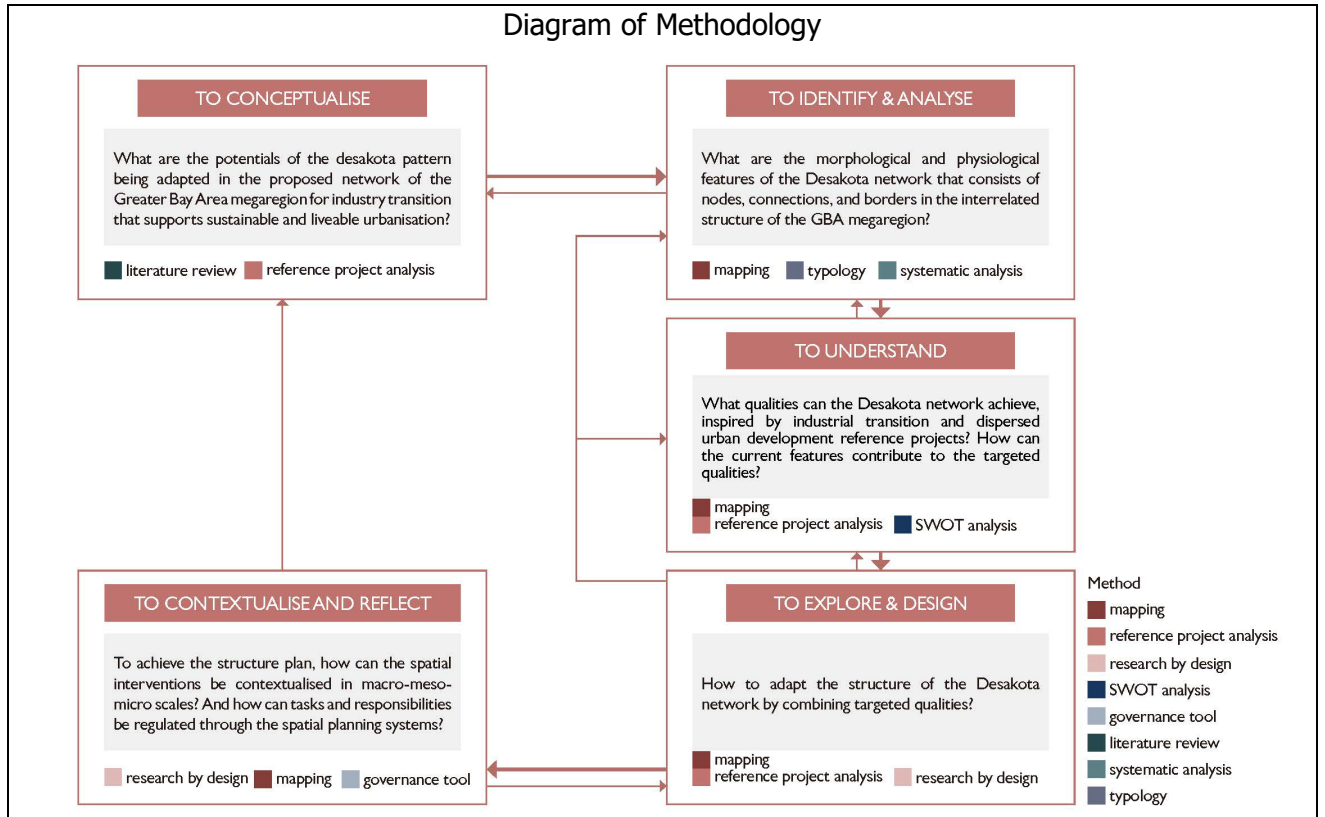 Diagram of Methodology
TO CONCEPTUALISE
What are the potentials of the desakota pattern
being adapted in the proposed network of the
Greater Bay Area megaregion for industry transition
that supports sustainable and liveable urbanisation?
literature review
reference project analysis
TO IDENTIFY & ANALYSE
What are the morphological and physiological
features of the Desakota network that consists of
nodes, connections, and borders in the interrelated
structure of the GBA megaregion?
mapping
typology
systematic analysis
TO UNDERSTAND
What qualities can the Desakota network achieve,
inspired by industrial transition and dispersed
urban development reference projects? How can
the current features contribute to the targeted
qualities?
mapping
reference project analysis
SWOT analysis
TO CONTEXTUALISE AND REFLECT
To achieve the structure plan, how can the spatial
interventions be contextualised in macro-meso-
micro scales? And how can tasks and responsibilities
be regulated through the spatial planning systems?
research by design
mapping
governance tool
TO EXPLORE & DESIGN
How to adapt the structure of the Desakota
network by combining targeted qualities?
mapping
reference project analysis
research by design
Method
mapping
reference project analysis
research by design
SWOT analysis
governance tool
literature review
systematic analysis
typology